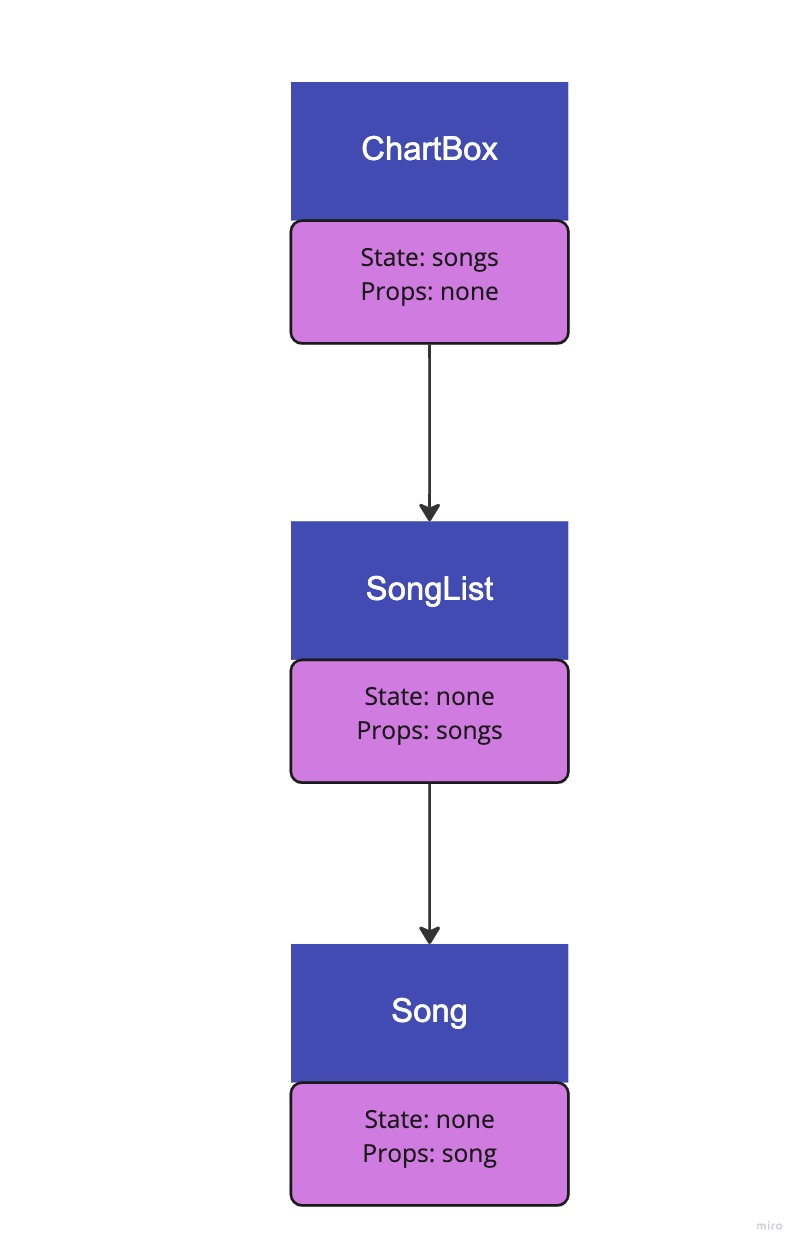 ChartBox
State: songs
Props: none
SongList
State: none
Props: songs
Song
State: none
Props: song
miro